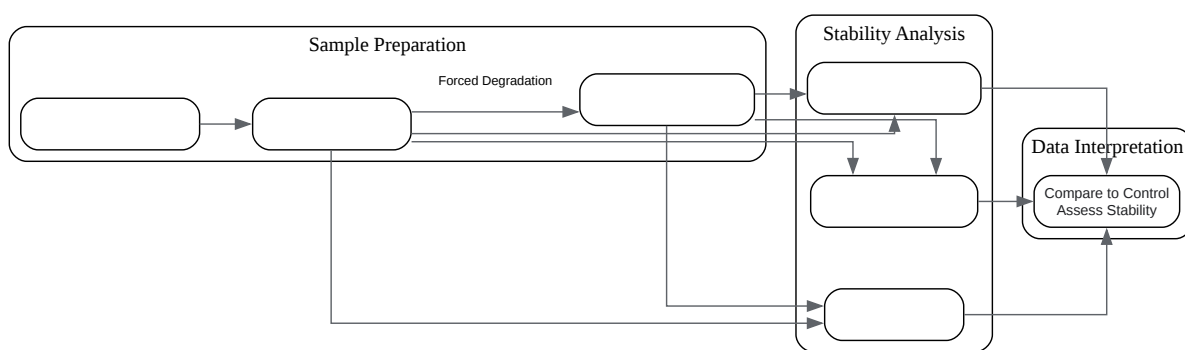 Sample Preparation
Stability Analysis
Forced Degradation
Data Interpretation
Compare to Control
Assess Stability